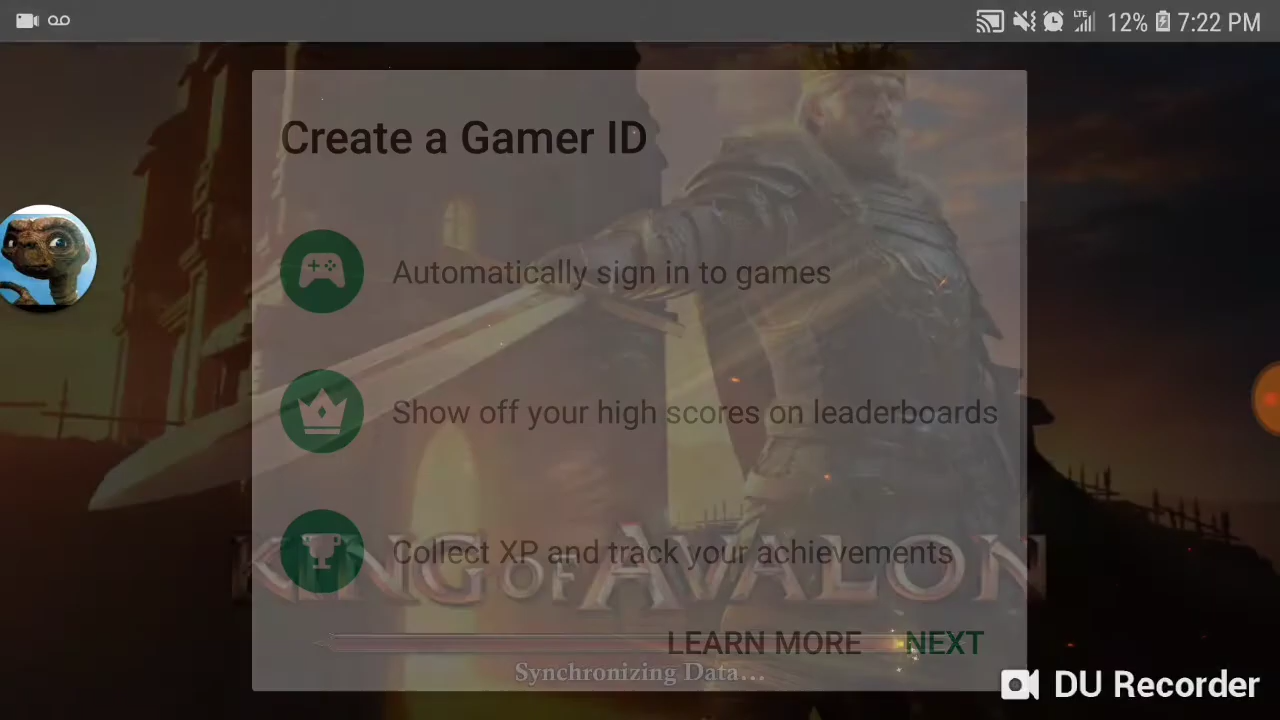 LTE 12% 7:22 PM
Create a Gamer ID
Automatically sign in to games
Show off your high scores on leaderboards
Collect XP and track your achievements
KING OF AVALON
LEARN MORE NEXT
Synchronizing Data...
DU Recorder